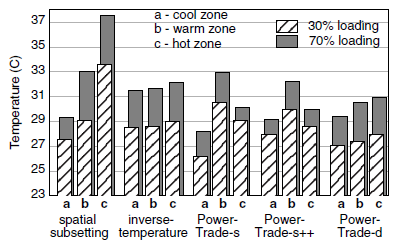 37
35
33
31
29
27
25
23
Temperature (C)
a - cool zone
b - warm zone
c - hot zone
30% loading
70% loading
a b c a b c a b c a b c a b c
spatial subsetting
inverse-temperature
Power-Trade-s
Power-Trade-s++
Power-Trade-d